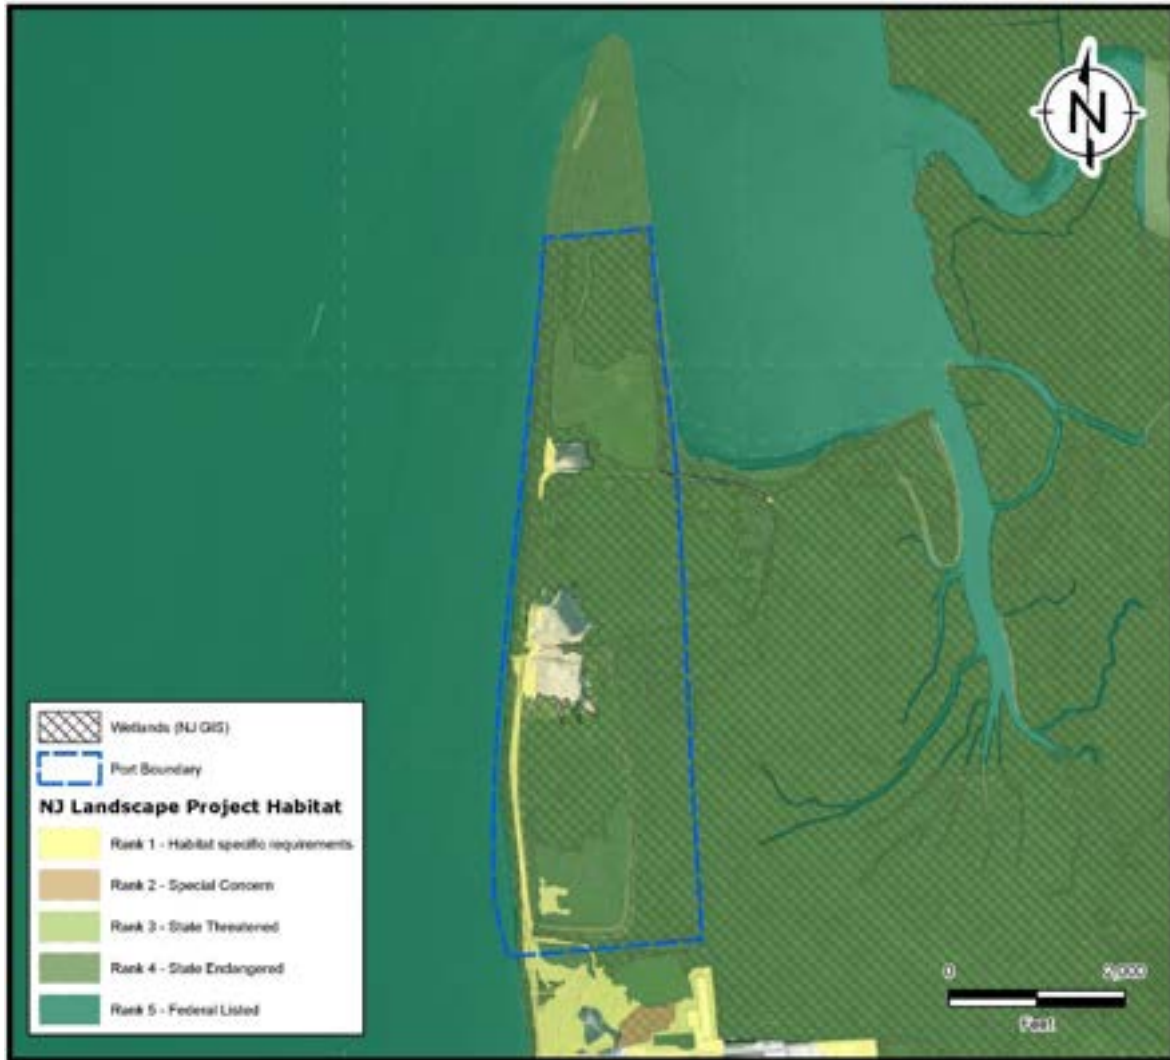 N
Wetlands (NJ GIS)
Port Boundary
NJ Landscape Project Habitat
Rank 1 - Habitat specific requirements
Rank 2 - Special Concern
Rank 3 - State Threatened
Rank 4 - State Endangered
Rank 5 - Federal Listed
0 2,000
Feet